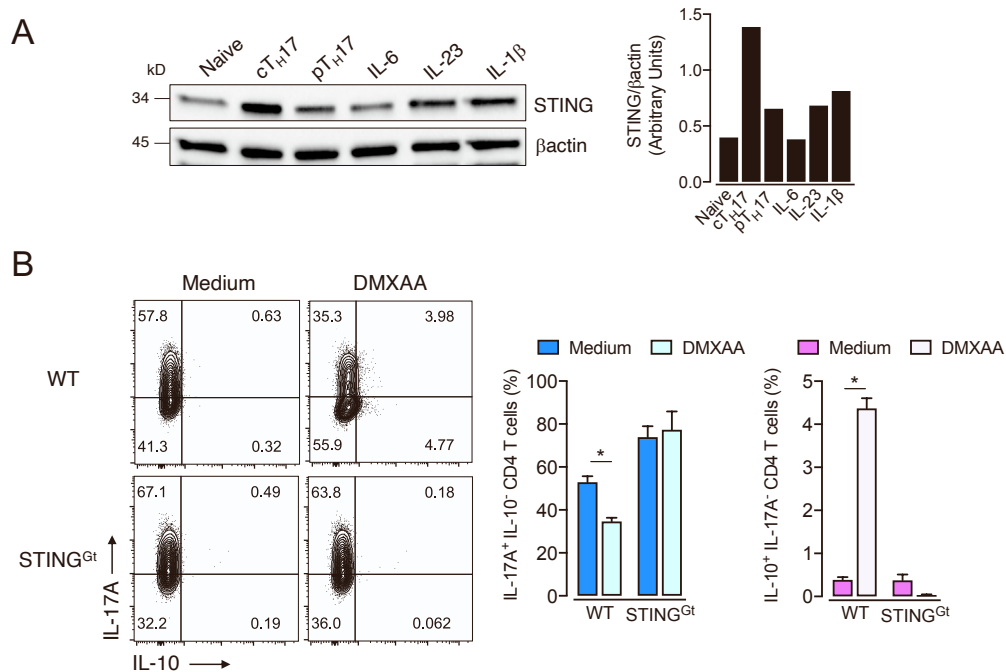 A
kD
Naive cTH17 pTH17 IL-6 IL-23 IL-1β
34
STING
45
βactin
STING/βactin
(Arbitrary Units)
1.5
1.0
0.5
0.0
Naive cTH17 pTH17 IL-6 IL-23 IL-1β
B
Medium DMXAA
WT
57.8 0.63
41.3 0.32
35.3 3.98
55.9 4.77
STINGGt
67.1 0.49
32.2 0.19
63.8 0.18
36.0 0.062
IL-17A
IL-10
Medium DMXAA
IL-17A+ IL-10- CD4 T cells (%)
100
80
60
40
20
0
*
WT STINGGt
Medium DMXAA
IL-10+ IL-17A- CD4 T cells (%)
5
4
3
2
1
0
*
WT STINGGt